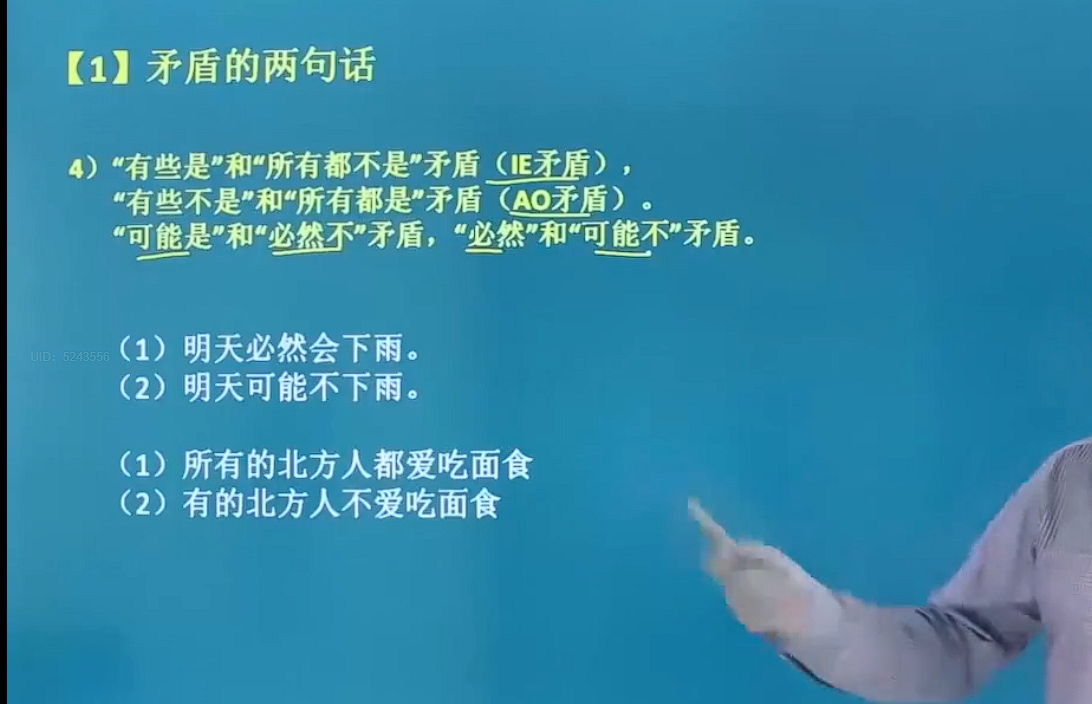 【1】矛盾的两句话
4）“有些是”和“所有都不是”矛盾（IE矛盾），
“有些不是”和“所有都是”矛盾（AO矛盾）。
“可能是”和“必然不”矛盾，“必然”和“可能不”矛盾。
UID: 5243556
（1）明天必然会下雨。
（2）明天可能不下雨。
（1）所有的北方人都爱吃面食
（2）有的北方人不爱吃面食